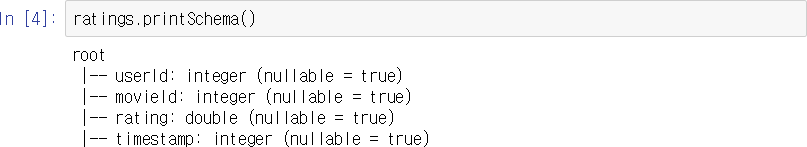 In [4]: ratings.printSchema()
root
|-- userId: integer (nullable = true)
|-- movieId: integer (nullable = true)
|-- rating: double (nullable = true)
|-- timestamp: integer (nullable = true)